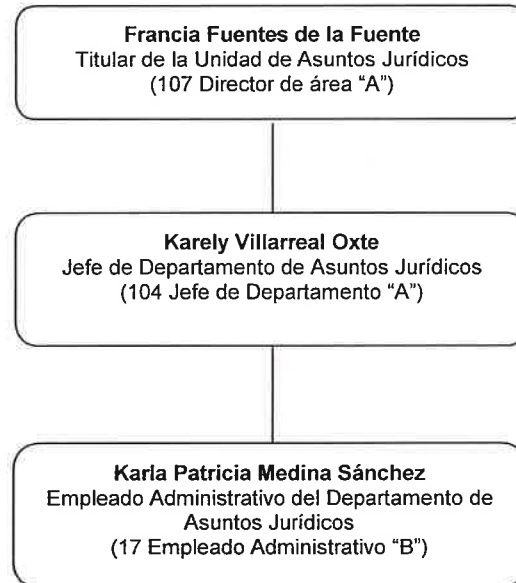 Francia Fuentes de la Fuente
Titular de la Unidad de Asuntos Jurídicos
(107 Director de área “A”)
Karely Villarreal Oxte
Jefe de Departamento de Asuntos Jurídicos
(104 Jefe de Departamento “A”)
Karla Patricia Medina Sánchez
Empleado Administrativo del Departamento de
Asuntos Jurídicos
(17 Empleado Administrativo “B”)